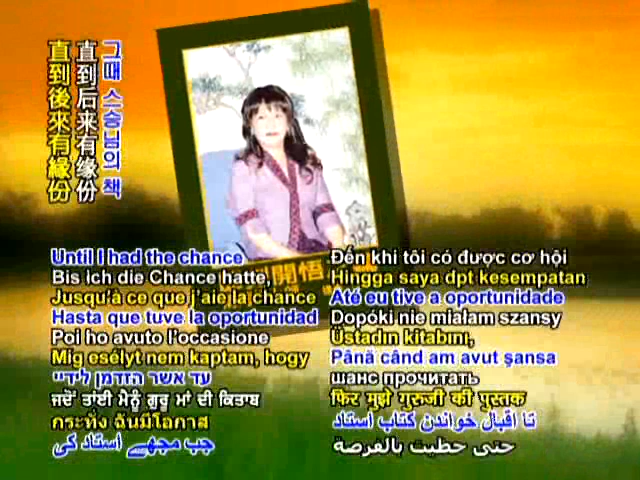 直到後來有緣份
直到后来有缘份
그때 스승님의 책
開悟
Until I had the chance
Bis ich die Chance hatte,
Jusqu'à ce que j'aie la chance
Hasta que tuve la oportunidad
Poi ho avuto l'occasione
Mig esélyt nem kaptam, hogy
עד אשר הזדמן לידיי
ਜਦੋਂ ਤਾਂਈ ਮੈਨੂੰ ਗੁਰੂ ਮਾਂ ਦੀ ਕਿਤਾਬ
กระทั่ง ฉันมีโอกาส
جب مجھے استاد کی
Đến khi tôi có được cơ hội
Hingga saya dpt kesempatan
Até eu tive a oportunidade
Dopóki nie miałam szansy
Üstadın kitabını,
Până când am avut şansa
шанс прочитать
फिर मुझे गुरुजी की पुस्तक
تا اقبال خواندن کتاب استاد
حتى حظيت بالفرصة